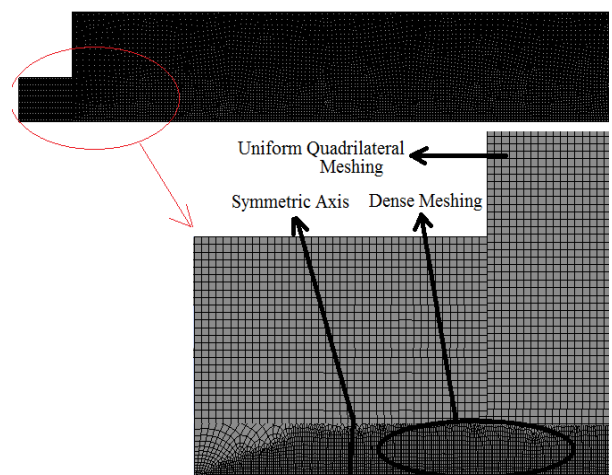 Uniform Quadrilateral
Meshing
Symmetric Axis
Dense Meshing